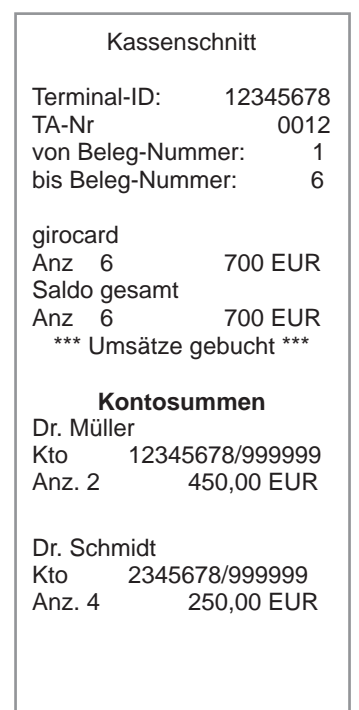 Kassenschnitt
Terminal-ID: 12345678
TA-Nr 0012
von Beleg-Nummer: 1
bis Beleg-Nummer: 6
girocard
Anz 6 700 EUR
Saldo gesamt
Anz 6 700 EUR
*** Umsätze gebucht ***
Kontosummen
Dr. Müller
Kto 12345678/999999
Anz. 2 450,00 EUR
Dr. Schmidt
Kto 2345678/999999
Anz. 4 250,00 EUR